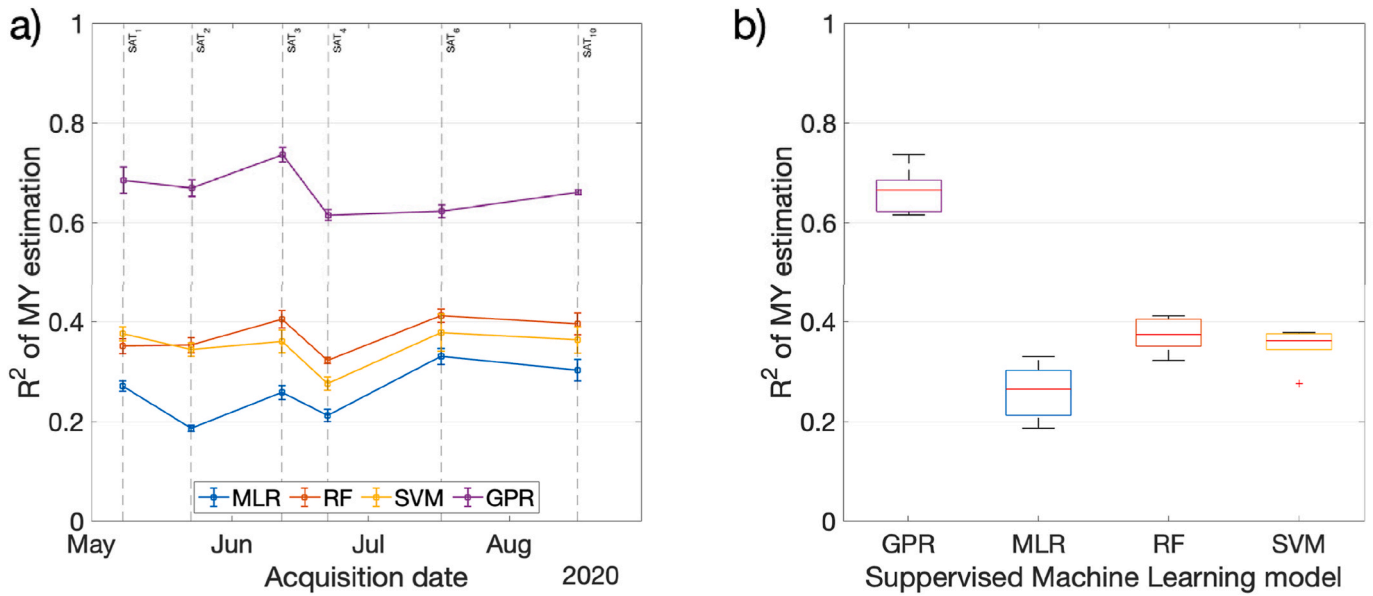 a)
R² of MY estimation
1
0.8
0.6
0.4
0.2
0
SAT₁
SAT₂
SAT₃
SAT₄
SAT₆
SAT₁₀
MLR RF SVM GPR
May Jun Jul Aug
Acquisition date
2020
b)
R² of MY estimation
1
0.8
0.6
0.4
0.2
0
GPR MLR RF SVM
Suppervised Machine Learning model